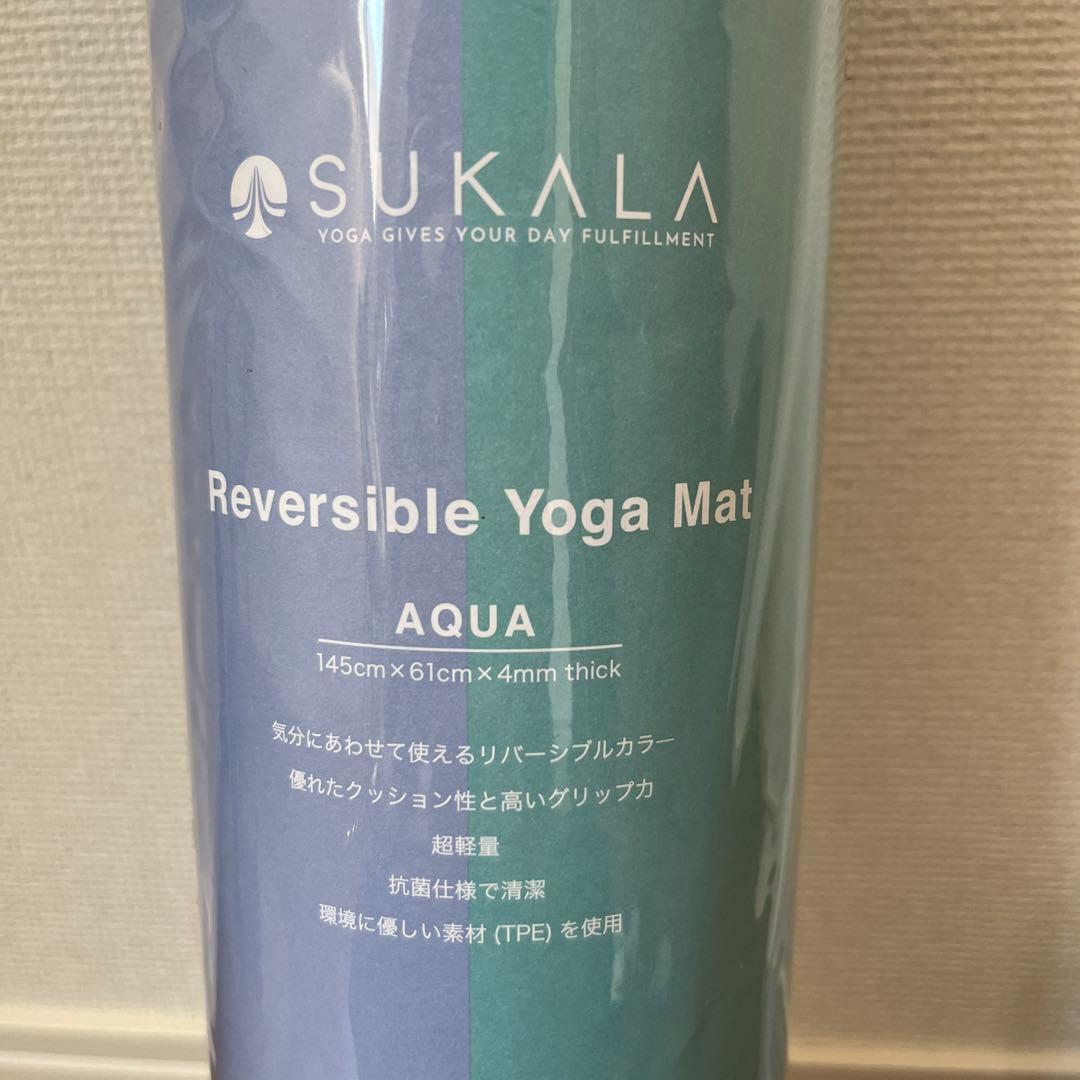 SUKALA
YOGA GIVES YOUR DAY FULFILLMENT
Reversible Yoga Mat
AQUA
145cm×61cm×4mm thick
気分にあわせて使えるリバーシブルカラー
優れたクッション性と高いグリップ力
超軽量
抗菌仕様で清潔
環境に優しい素材 (TPE) を使用